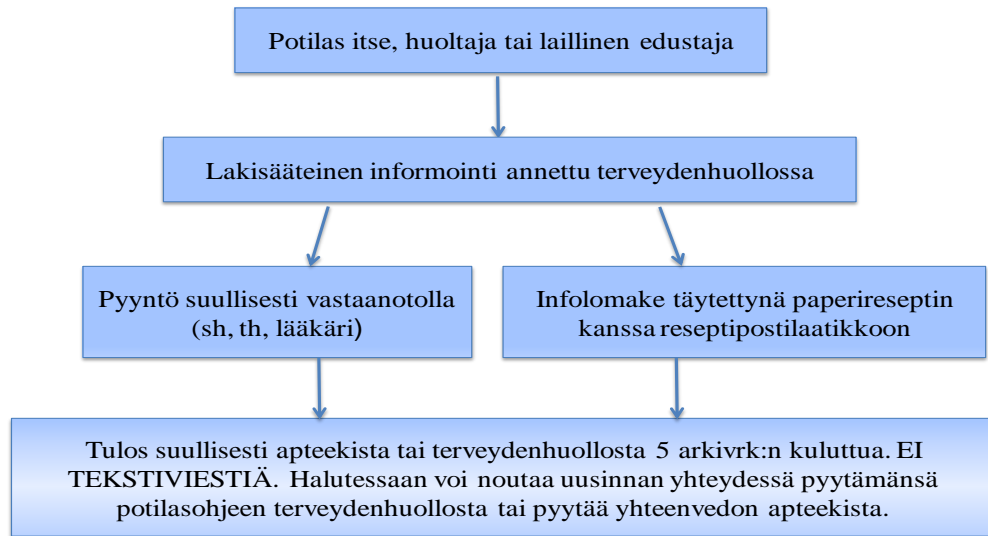 Potilas itse, huoltaja tai laillinen edustaja
Lakisääteinen informointi annettu terveydenhuollossa
Pyyntö suullisesti vastaanotolla
(sh, th, lääkäri)
Infolomake täytettynä paperireseptin
kanssa reseptipostilaatikkoon
Tulos suullisesti apteekista tai terveydenhuollosta 5 arkivrk:n kuluttua. EI
TEKSTIVIESTIÄ. Halutessaan voi noutaa uusinnan yhteydessä pyytämänsä
potilasohjeen terveydenhuollosta tai pyytää yhteenvedon apteekista.